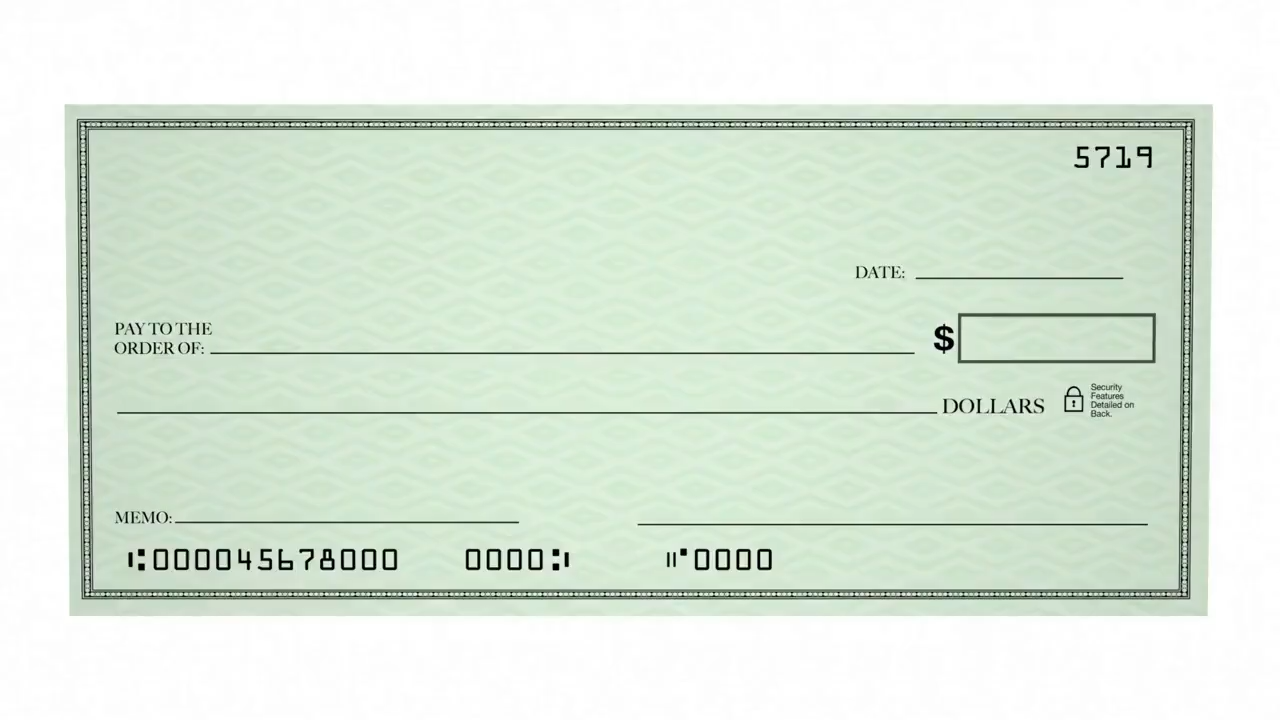 5719
DATE:
PAY TO THE
ORDER OF:
$
DOLLARS
Security
Features
Detailed on
Back.
MEMO:
⑆000045678000 0000⑆ ⑈0000